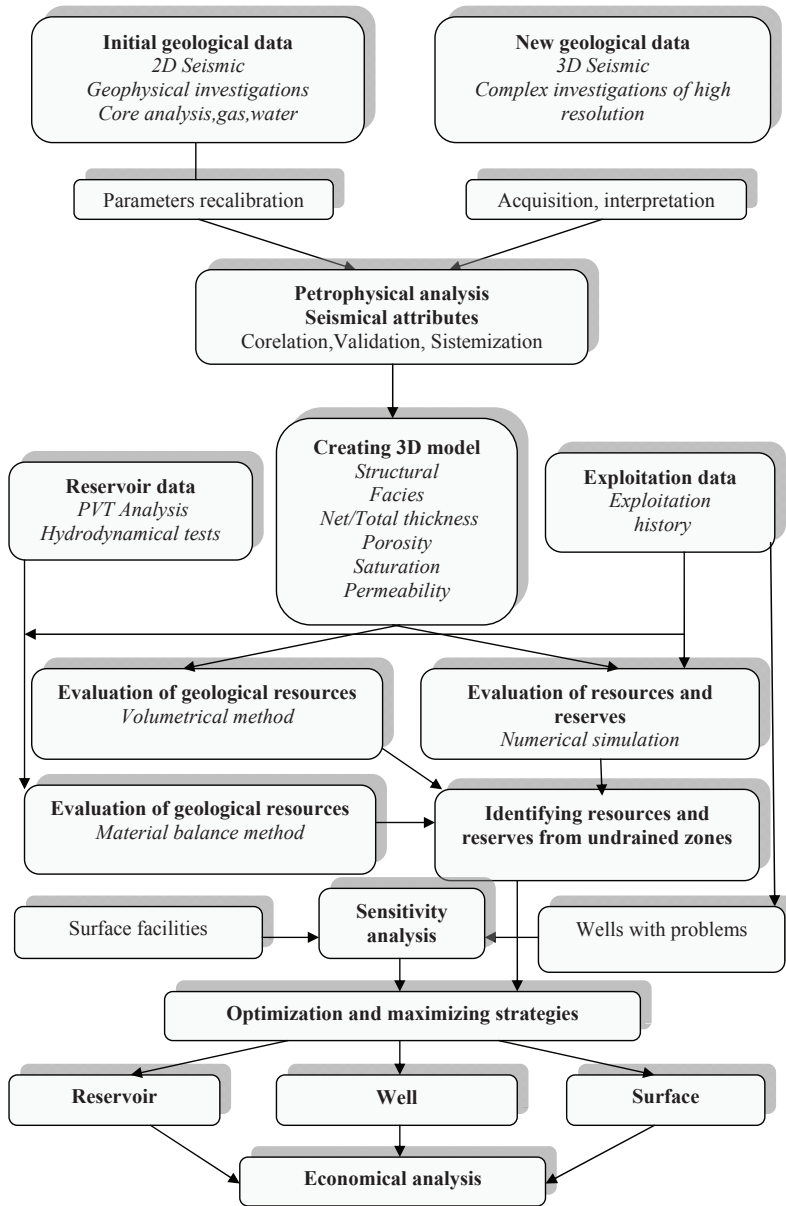 Initial geological data
2D Seismic
Geophysical investigations
Core analysis,gas,water
New geological data
3D Seismic
Complex investigations of high
resolution
Parameters recalibration
Acquisition, interpretation
Petrophysical analysis
Seismical attributes
Corelation,Validation, Sistemization
Creating 3D model
Structural
Facies
Net/Total thickness
Porosity
Saturation
Permeability
Reservoir data
PVT Analysis
Hydrodynamical tests
Exploitation data
Exploitation
history
Evaluation of geological resources
Volumetrical method
Evaluation of resources and
reserves
Numerical simulation
Evaluation of geological resources
Material balance method
Identifying resources and
reserves from undrained zones
Surface facilities
Sensitivity
analysis
Wells with problems
Optimization and maximizing strategies
Reservoir
Well
Surface
Economical analysis